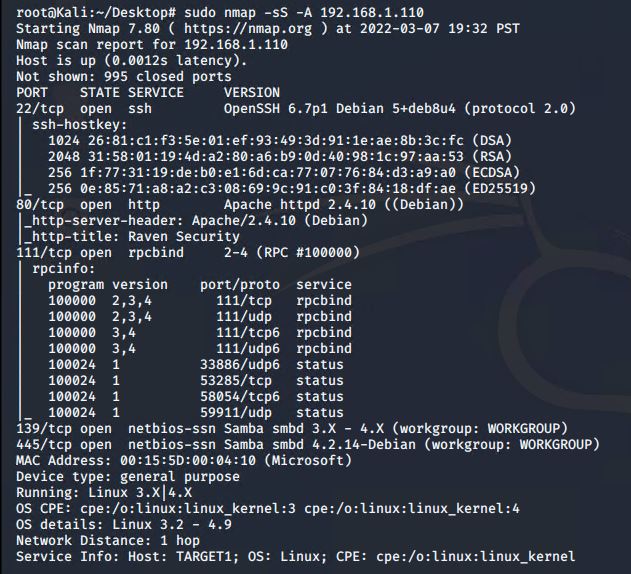 root@Kali:~/Desktop# sudo nmap -sS -A 192.168.1.110
Starting Nmap 7.80 ( https://nmap.org ) at 2022-03-07 19:32 PST
Nmap scan report for 192.168.1.110
Host is up (0.0012s latency).
Not shown: 995 closed ports
PORT    STATE SERVICE     VERSION
22/tcp  open  ssh         OpenSSH 6.7p1 Debian 5+deb8u4 (protocol 2.0)
| ssh-hostkey:
|   1024 26:81:c1:f3:5e:01:ef:93:49:3d:91:1e:ae:8b:3c:fc (DSA)
|   2048 31:58:01:19:4d:a2:80:a6:b9:0d:40:98:1c:97:aa:53 (RSA)
|   256 1f:77:31:19:de:b0:e1:6d:ca:77:07:76:84:d3:a9:a0 (ECDSA)
|_  256 0e:85:71:a8:a2:c3:08:69:9c:91:c0:3f:84:18:df:ae (ED25519)
80/tcp  open  http        Apache httpd 2.4.10 ((Debian))
|_http-server-header: Apache/2.4.10 (Debian)
|_http-title: Raven Security
111/tcp open  rpcbind     2-4 (RPC #100000)
| rpcinfo:
|   program version    port/proto  service
|   100000  2,3,4        111/tcp   rpcbind
|   100000  2,3,4        111/udp   rpcbind
|   100000  3,4          111/tcp6  rpcbind
|   100000  3,4          111/udp6  rpcbind
|   100024  1          33886/udp6  status
|   100024  1          53285/tcp   status
|   100024  1          58054/tcp6  status
|_  100024  1          59911/udp   status
139/tcp open  netbios-ssn Samba smbd 3.X - 4.X (workgroup: WORKGROUP)
445/tcp open  netbios-ssn Samba smbd 4.2.14-Debian (workgroup: WORKGROUP)
MAC Address: 00:15:5D:00:04:10 (Microsoft)
Device type: general purpose
Running: Linux 3.X|4.X
OS CPE: cpe:/o:linux:linux_kernel:3 cpe:/o:linux:linux_kernel:4
OS details: Linux 3.2 - 4.9
Network Distance: 1 hop
Service Info: Host: TARGET1; OS: Linux; CPE: cpe:/o:linux:linux_kernel